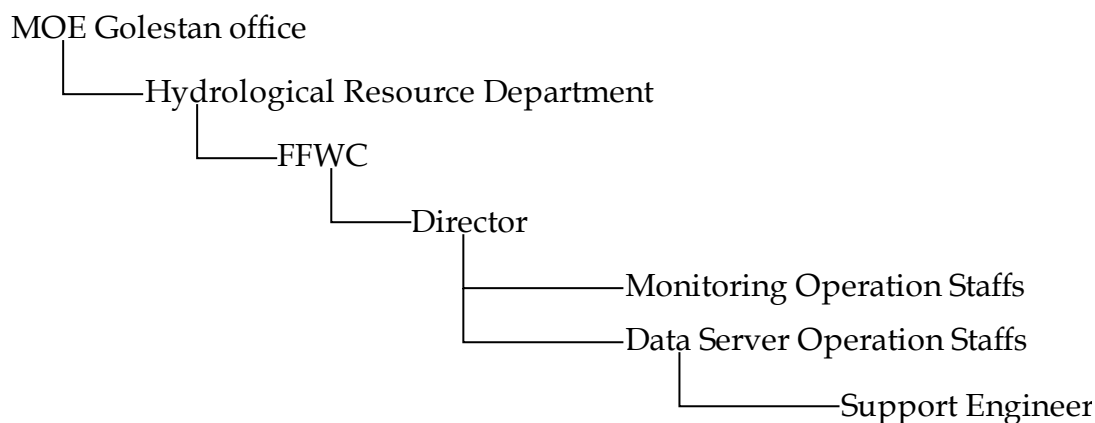 MOE Golestan office
Hydrological Resource Department
FFWC
Director
Monitoring Operation Staffs
Data Server Operation Staffs
Support Engineer